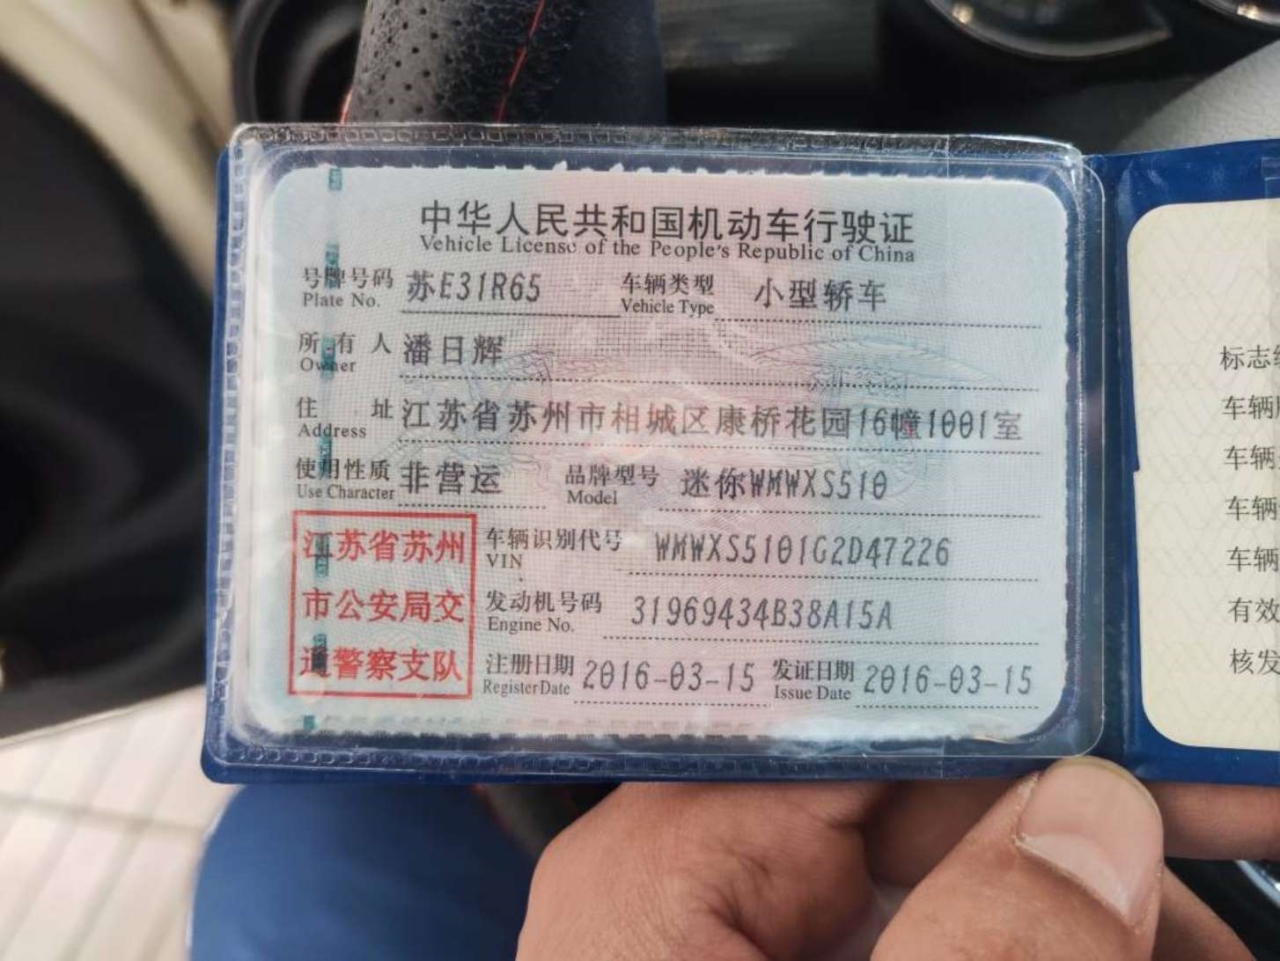 中华人民共和国机动车行驶证
Vehicle License of the People's Republic of China
号牌号码 苏E31R65 车辆类型 小型轿车
Plate No. Vehicle Type
所有人 潘日辉
Owner
住址 江苏省苏州市相城区康桥花园16幢1001室
Address
使用性质 非营运 品牌型号 迷你WMWXS510
Use Character Model
江苏省苏州
市公安局交
通警察支队
车辆识别代号 WMWXS5101G2D47226
VIN
发动机号码 31969434B38A15A
Engine No.
注册日期 2016-03-15 发证日期 2016-03-15
Register Date Issue Date
标志
车辆
车辆
车辆
车辆
有效
核发